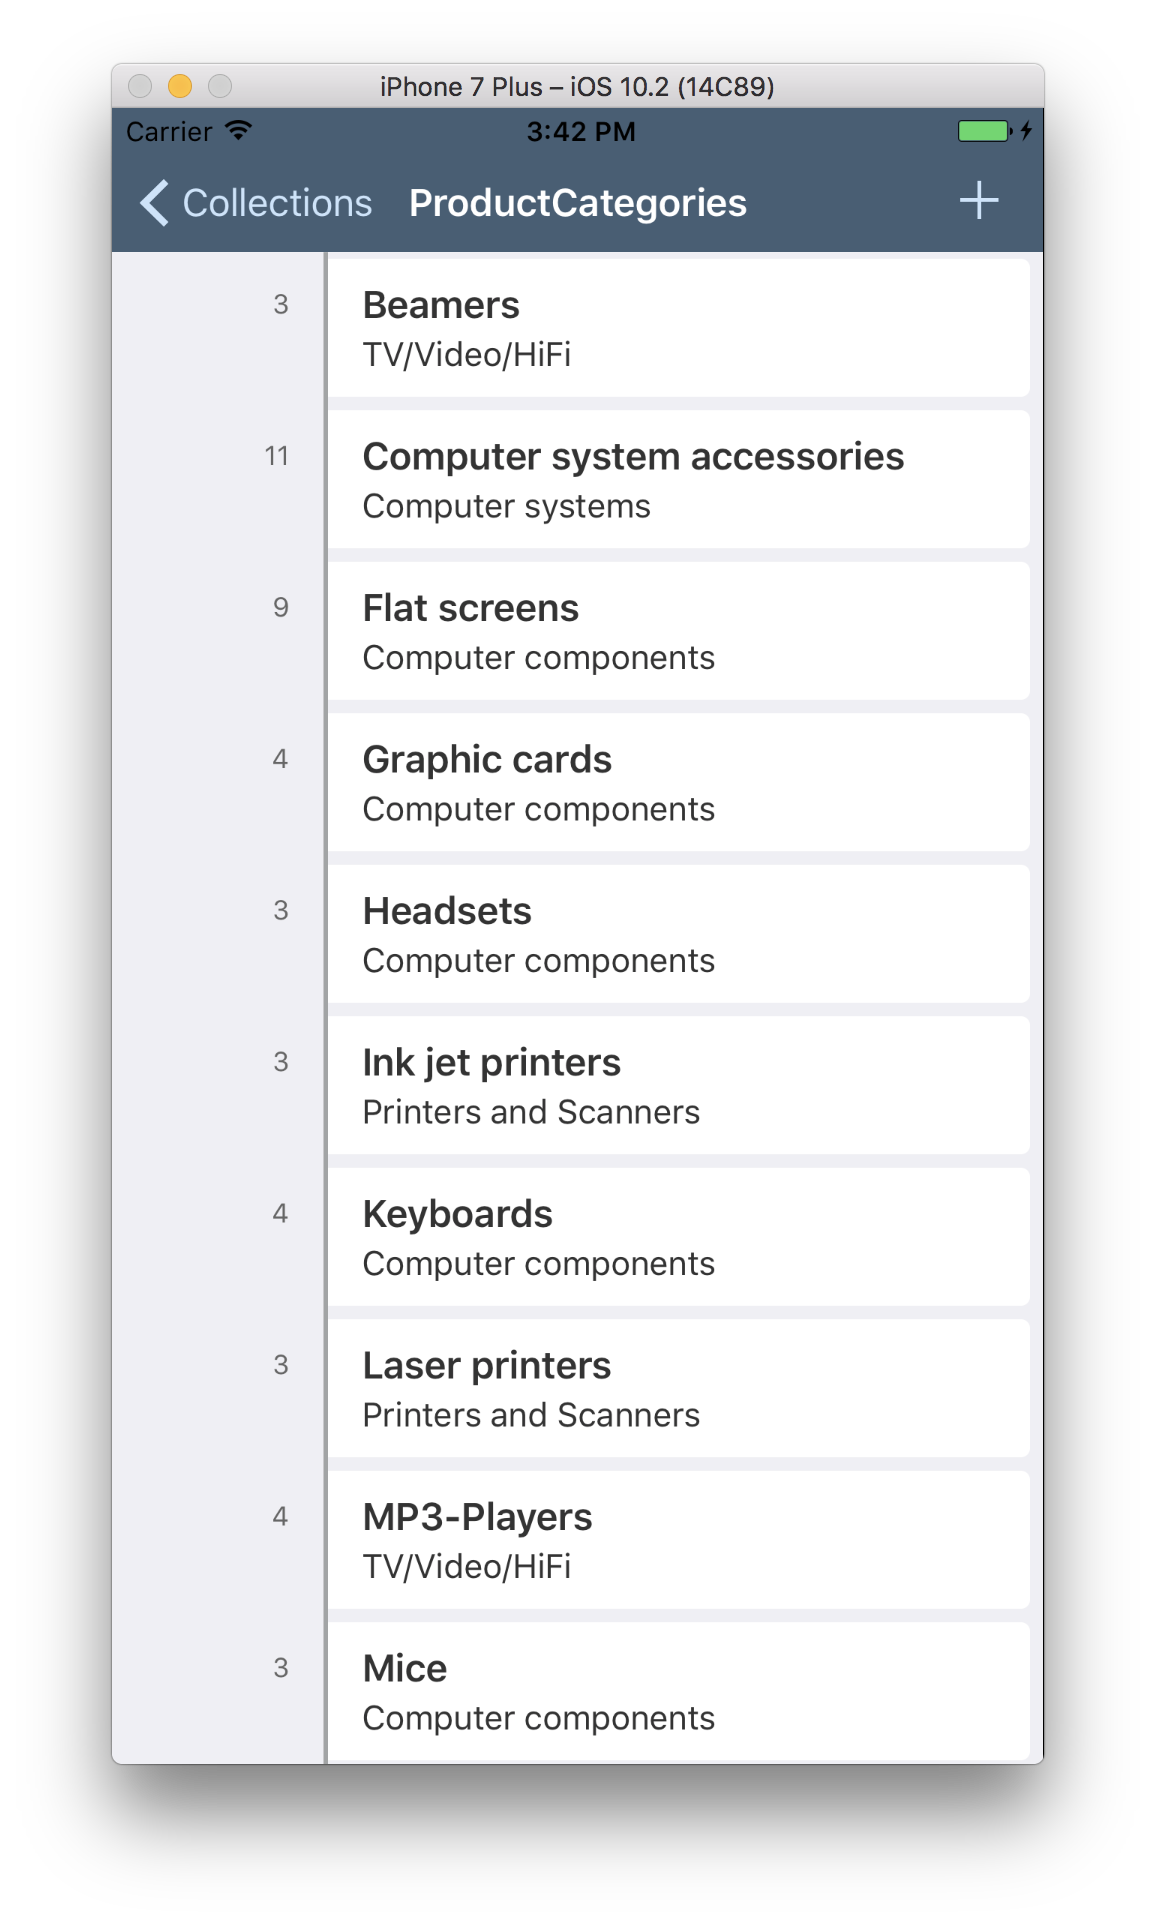 iPhone 7 Plus – iOS 10.2 (14C89)
Carrier 3:42 PM
Collections ProductCategories
3 Beamers
TV/Video/HiFi
11 Computer system accessories
Computer systems
9 Flat screens
Computer components
4 Graphic cards
Computer components
3 Headsets
Computer components
3 Ink jet printers
Printers and Scanners
4 Keyboards
Computer components
3 Laser printers
Printers and Scanners
4 MP3-Players
TV/Video/HiFi
3 Mice
Computer components